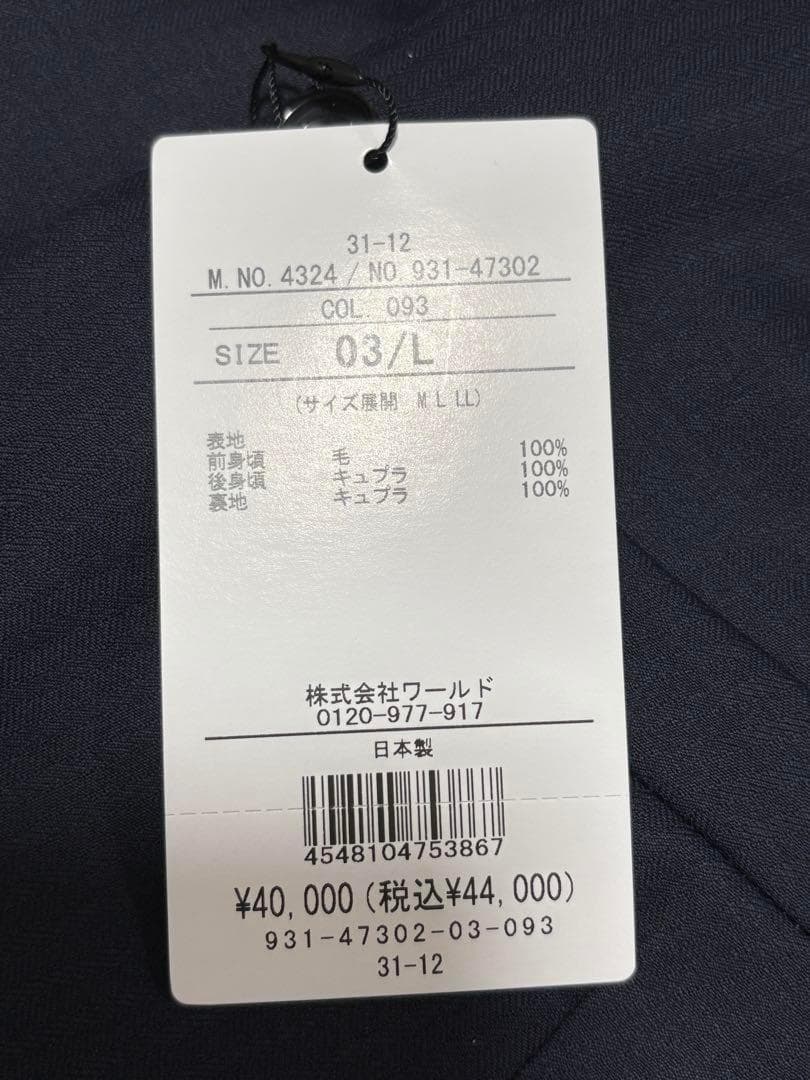 31-12
M.NO.4324/NO.931-47302
COL. 093
SIZE 03/L
(サイズ展開 M L LL)
表地
前身頃 毛 100%
後身頃 キュプラ 100%
裏地 キュプラ 100%
株式会社ワールド
0120-977-917
日本製
4548104753867
¥40,000(税込¥44,000)
931-47302-03-093
31-12